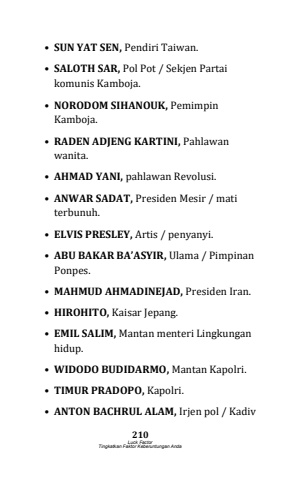 • SUN YAT SEN, Pendiri Taiwan.
• SALOTH SAR, Pol Pot / Sekjen Partai
komunis Kamboja.
• NORODOM SIHANOUK, Pemimpin
Kamboja.
• RADEN ADJENG KARTINI, Pahlawan
wanita.
• AHMAD YANI, pahlawan Revolusi.
• ANWAR SADAT, Presiden Mesir / mati
terbunuh.
• ELVIS PRESLEY, Artis / penyanyi.
• ABU BAKAR BA'ASYIR, Ulama / Pimpinan
Ponpes.
• MAHMUD AHMADINEJAD, Presiden Iran.
• HIROHITO, Kaisar Jepang.
• EMIL SALIM, Mantan menteri Lingkungan
hidup.
• WIDODO BUDIDARMO, Mantan Kapolri.
• TIMUR PRADOPO, Kapolri.
• ANTON BACHRUL ALAM, Irjen pol / Kadiv
210
Luck Factor
Tingkatkan Faktor Keberuntungan Anda